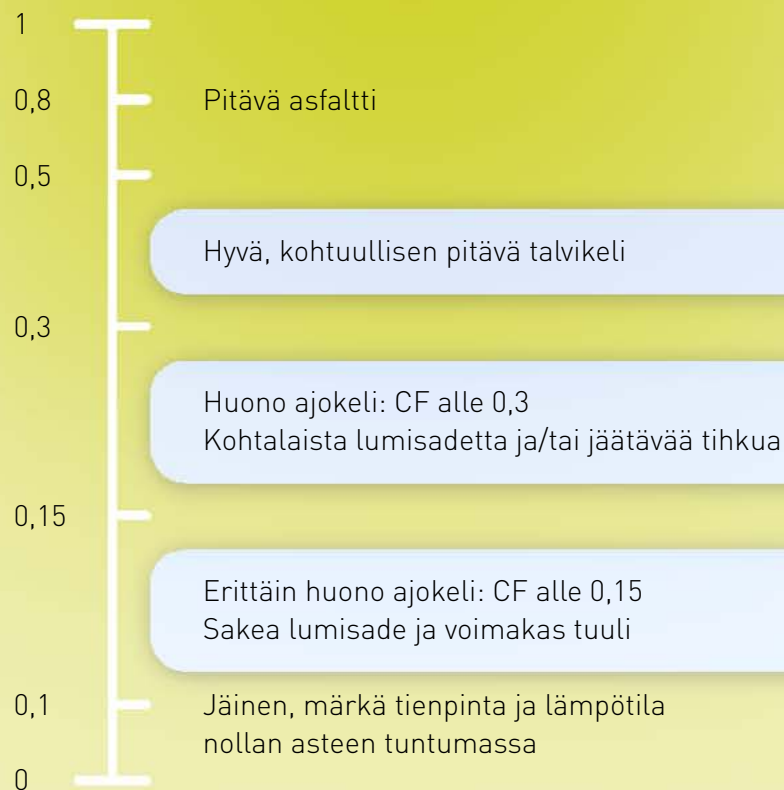 1
0,8 Pitävä asfaltti
0,5
Hyvä, kohtuullisen pitävä talvikeli
0,3
Huono ajokeli: CF alle 0,3
Kohtalaista lumisadetta ja/tai jäätävää tihkua
0,15
Erittäin huono ajokeli: CF alle 0,15
Sakea lumisade ja voimakas tuuli
0,1 Jäinen, märkä tienpinta ja lämpötila
nollan asteen tuntumassa
0